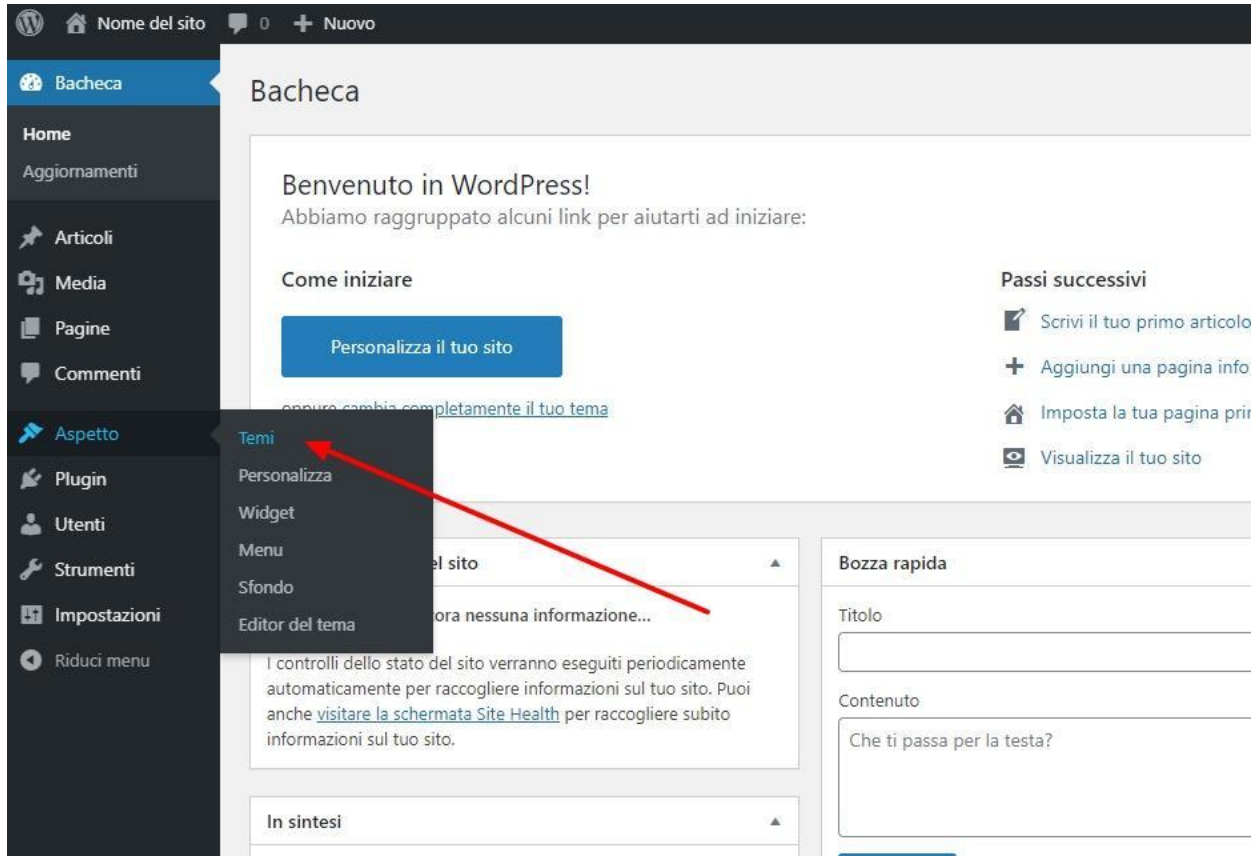 Nome del sito 0 Nuovo
Bacheca
Home
Aggiornamenti
Articoli
Media
Pagine
Commenti
Aspetto
Plugin
Utenti
Strumenti
Impostazioni
Riduci menu
Temi
Personalizza
Widget
Menu
Sfondo
Editor del tema
Bacheca
Benvenuto in WordPress!
Abbiamo raggruppato alcuni link per aiutarti ad iniziare:
Come iniziare
Personalizza il tuo sito
oppure cambia completamente il tuo tema
Passi successivi
Scrivi il tuo primo articolo
Aggiungi una pagina info
Imposta la tua pagina
Visualizza il tuo sito
sito
nessuna informazione...
I controlli dello stato del sito verranno eseguiti periodicamente
automaticamente per raccogliere informazioni sul tuo sito. Puoi
anche visitare la schermata Site Health per raccogliere subito
informazioni sul tuo sito.
In sintesi
Bozza rapida
Titolo
Contenuto
Che ti passa per la testa?